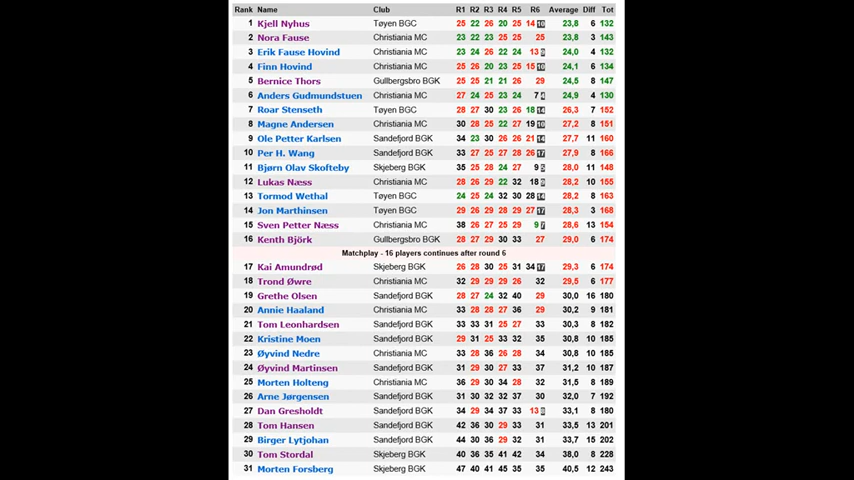 Rank Name Club R1 R2 R3 R4 R5 R6 Average Diff Tot
1 Kjell Nyhus Tøyen BGC 25 22 26 20 25 14 10 23,8 6 132
2 Nora Fause Christiania MC 23 22 23 25 25 25 23,8 3 143
3 Erik Fause Hovind Christiania MC 23 24 26 22 24 13 9 24,0 4 132
4 Finn Hovind Christiania MC 25 26 20 23 25 15 10 24,1 6 134
5 Bernice Thors Gullbergsbro BGK 25 25 21 21 26 29 24,5 8 147
6 Anders Gudmundstuen Christiania MC 27 24 25 23 24 7 4 24,9 4 130
7 Roar Stenseth Tøyen BGC 28 27 30 23 26 18 14 26,3 7 152
8 Magne Andersen Christiania MC 30 28 25 22 27 19 10 27,2 8 151
9 Ole Petter Karlsen Sandefjord BGK 34 23 30 26 26 21 14 27,7 11 160
10 Per H. Wang Sandefjord BGK 33 27 25 27 28 26 17 27,9 8 166
11 Bjørn Olav Skofteby Skjeberg BGK 35 25 28 24 27 9 5 28,0 11 148
12 Lukas Næss Christiania MC 28 26 29 22 32 18 9 28,2 10 155
13 Tormod Wethal Tøyen BGC 24 25 24 32 30 28 14 28,2 8 163
14 Jon Marthinsen Tøyen BGC 29 26 29 28 29 27 17 28,3 3 168
15 Sven Petter Næss Christiania MC 38 26 27 25 29 9 7 28,6 13 154
16 Kenth Björk Gullbergsbro BGK 28 27 29 30 33 27 29,0 6 174
Matchplay - 16 players continues after round 6
17 Kai Amundrød Skjeberg BGK 26 28 30 25 31 34 17 29,3 6 174
18 Trond Øwre Christiania MC 32 29 29 29 26 32 29,5 6 177
19 Grethe Olsen Sandefjord BGK 28 27 24 32 40 29 30,0 16 180
20 Annie Haaland Christiania MC 33 28 28 27 36 29 30,2 9 181
21 Tom Leonhardsen Sandefjord BGK 33 33 31 25 27 33 30,3 8 182
22 Kristine Moen Sandefjord BGK 29 31 25 33 32 35 30,8 10 185
23 Øyvind Nedre Christiania MC 33 28 36 26 28 34 30,8 10 185
24 Øyvind Martinsen Sandefjord BGK 31 29 30 27 33 37 31,2 10 187
25 Morten Holteng Christiania MC 36 29 30 34 28 32 31,5 8 189
26 Arne Jørgensen Sandefjord BGK 31 30 32 32 37 30 32,0 7 192
27 Dan Gresholdt Sandefjord BGK 34 29 34 37 33 13 8 33,1 8 180
28 Tom Hansen Sandefjord BGK 42 36 30 29 33 31 33,5 13 201
29 Birger Lytjohan Sandefjord BGK 44 30 36 29 32 31 33,7 15 202
30 Tom Stordal Skjeberg BGK 40 36 35 41 42 34 38,0 8 228
31 Morten Forsberg Skjeberg BGK 47 40 41 45 35 35 40,5 12 243